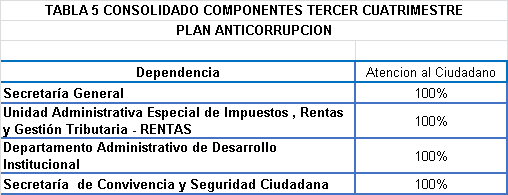 TABLA 5 CONSOLIDADO COMPONENTES TERCER CUATRIMESTRE
PLAN ANTICORRUPCION
Dependencia Atencion al Ciudadano
Secretaría General 100%
Unidad Administrativa Especial de Impuestos , Rentas
y Gestión Tributaria - RENTAS 100%
Departamento Administrativo de Desarrollo
Institucional 100%
Secretaría de Convivencia y Seguridad Ciudadana 100%